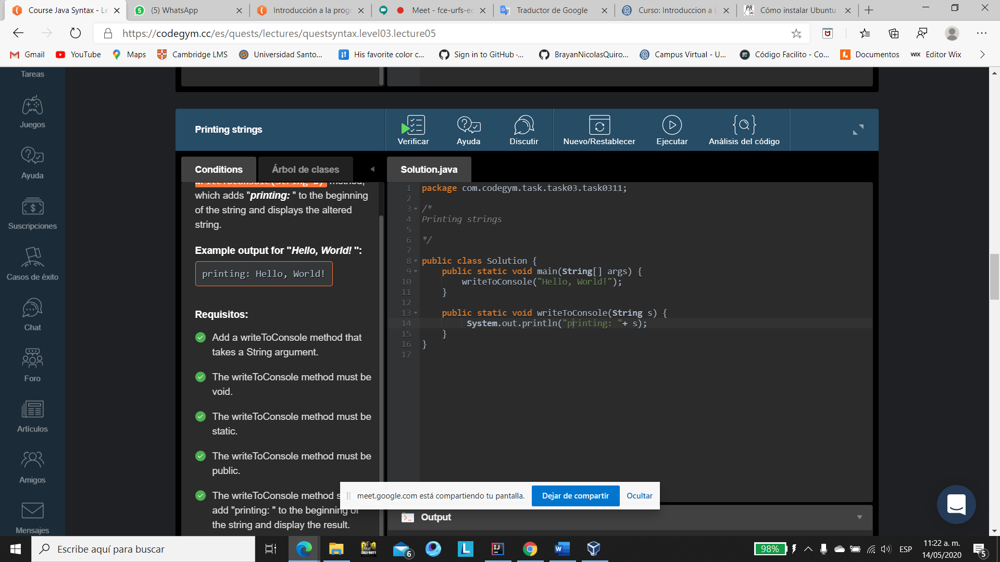 Course Java Syntax - Le
(5) WhatsApp
Introducción a la progr
Meet - fce-urfs-ec
Traductor de Google
Curso: Introduccion a L
Cómo instalar Ubuntu
https://codegym.cc/es/quests/lectures/questsyntax.level03.lecture05
Gmail
YouTube
Maps
Cambridge LMS
Universidad Santo...
His favorite color c...
Sign in to GitHub ·...
BrayanNicolasQuiro...
Campus Virtual - U...
Código Facilito - Co...
Documentos
WIX Editor Wix
Tareas
Juegos
Ayuda
Suscripciones
Casos de éxito
Chat
Foro
Artículos
Amigos
Mensajes
Printing strings
Verificar
Ayuda
Discutir
Nuevo/Restablecer
Ejecutar
Análisis del código
Conditions
Árbol de clases
Solution.java
which adds "printing: " to the beginning
of the string and displays the altered
string.
Example output for "Hello, World! ":
printing: Hello, World!
Requisitos:
Add a writeToConsole method that
takes a String argument.
The writeToConsole method must be
void.
The writeToConsole method must be
static.
The writeToConsole method must be
public.
The writeToConsole method
add "printing: " to the beginning of
the string and display the result.
1 package com.codegym.task.task03.task0311;
2
3 /*
4 Printing strings
5
6 */
7
8 public class Solution {
9 public static void main(String[] args) {
10 writeToConsole("Hello, World!");
11 }
12
13 public static void writeToConsole(String s) {
14 System.out.println("printing: "+ s);
15 }
16 }
17
meet.google.com está compartiendo tu pantalla.
Dejar de compartir
Ocultar
Output
Escribe aquí para buscar
CALL·DUTY
6
L
IJ
W
98%
ESP
11:22 a. m.
14/05/2020
5